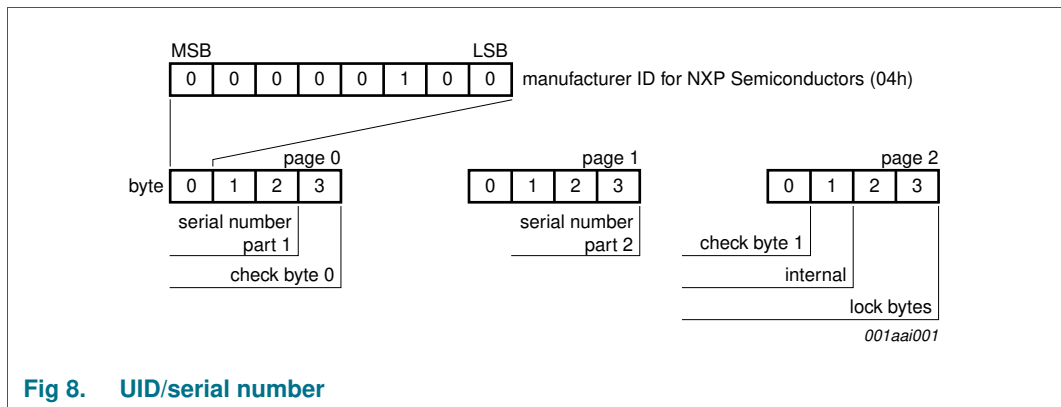 MSB LSB
0 0 0 0 0 1 0 0 manufacturer ID for NXP Semiconductors (04h)
page 0 page 1 page 2
byte 0 1 2 3 0 1 2 3 0 1 2 3
serial number serial number
part 1 part 2 check byte 1
check byte 0 internal
lock bytes
001aai001
Fig 8. UID/serial number